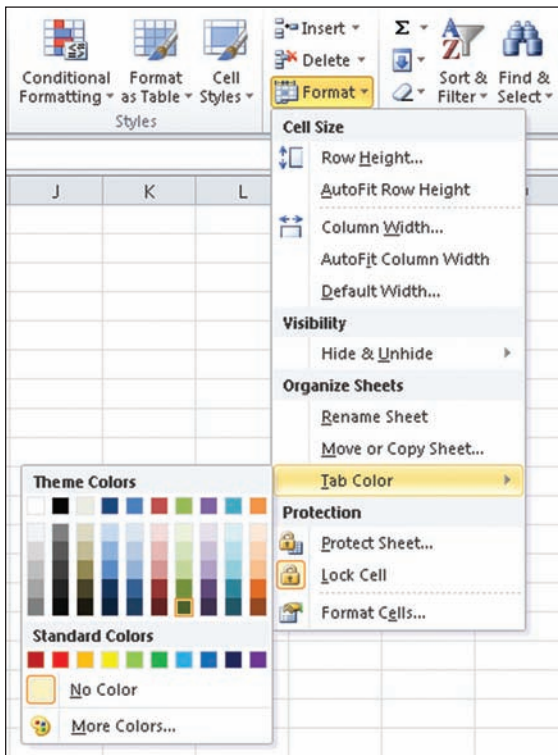 Insert
Delete
Format
Σ
A
Z
Conditional Formatting
Format as Table
Cell Styles
Sort & Filter
Find & Select
Styles
J K L
Cell Size
Row Height...
AutoFit Row Height
Column Width...
AutoFit Column Width
Default Width...
Visibility
Hide & Unhide
Organize Sheets
Rename Sheet
Move or Copy Sheet...
Tab Color
Protection
Protect Sheet...
Lock Cell
Format Cells...
Theme Colors
Standard Colors
No Color
More Colors...